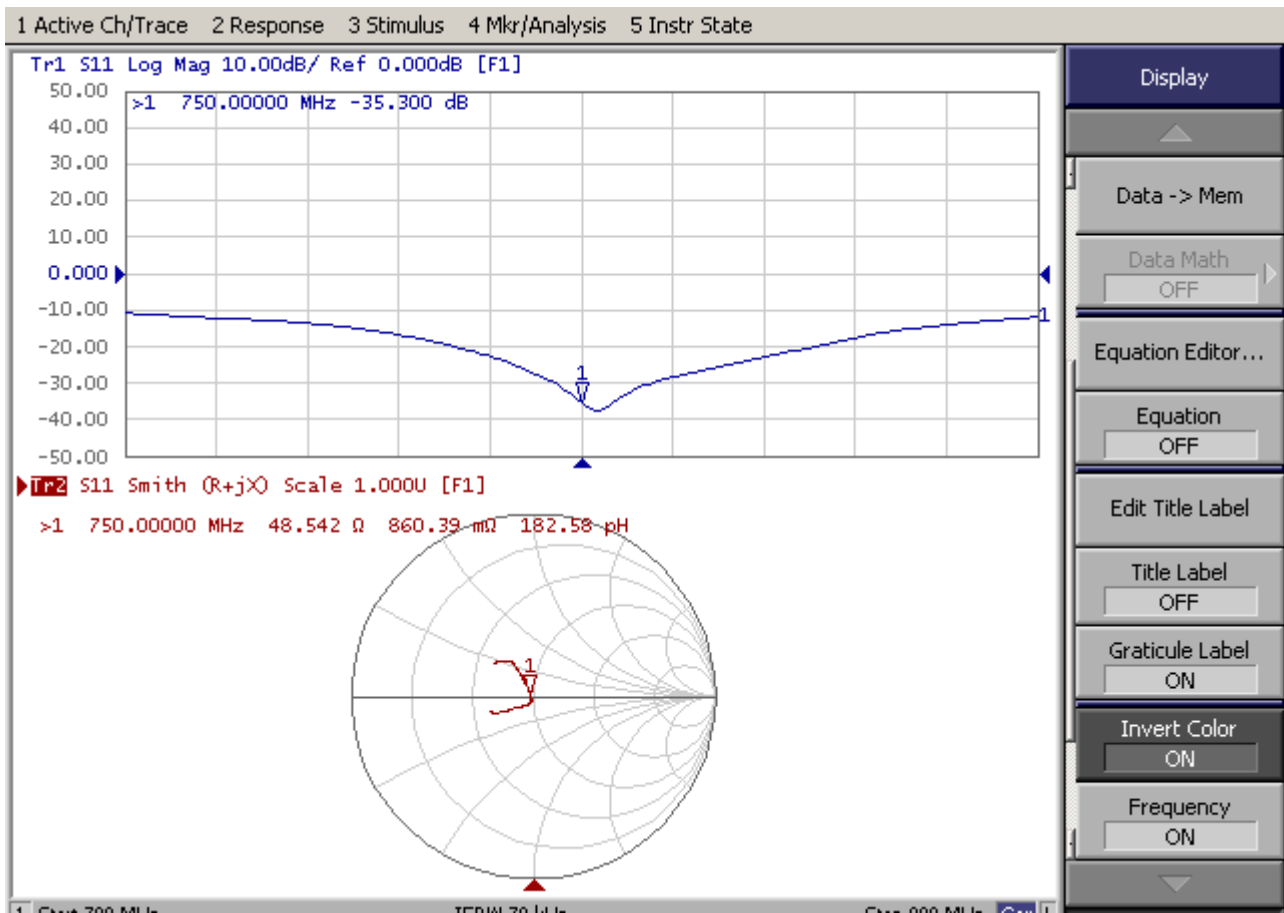 1 Active Ch/Trace 2 Response 3 Stimulus 4 Mkr/Analysis 5 Instr State
Tr1 S11 Log Mag 10.00dB/ Ref 0.000dB [F1]
50.00
>1 750.00000 MHz -35.300 dB
40.00
30.00
20.00
10.00
0.000
-10.00
1
-20.00
-30.00
1
-40.00
-50.00
Tr2 S11 Smith (R+jX) Scale 1.000U [F1]
>1 750.00000 MHz 48.542 Ω 860.39 mΩ 182.58 pH
1
Display
Data -> Mem
Data Math
OFF
Equation Editor...
Equation
OFF
Edit Title Label
Title Label
OFF
Graticule Label
ON
Invert Color
ON
Frequency
ON